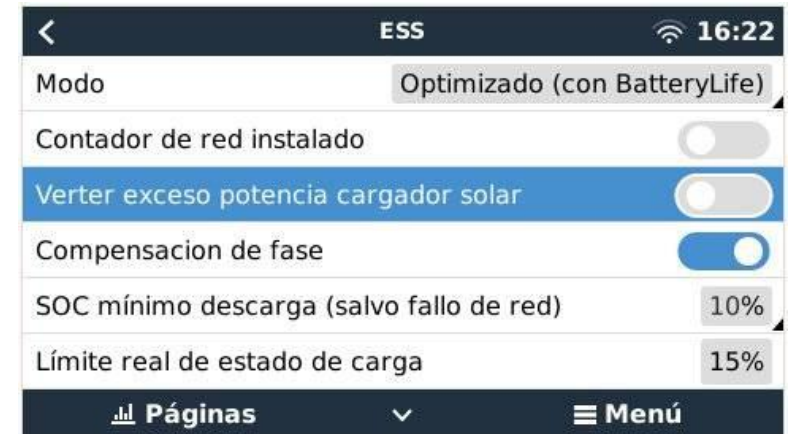 ESS 16:22
Modo Optimizado (con BatteryLife)
Contador de red instalado
Verter exceso potencia cargador solar
Compensacion de fase
SOC mínimo descarga (salvo fallo de red) 10%
Límite real de estado de carga 15%
Páginas Menú